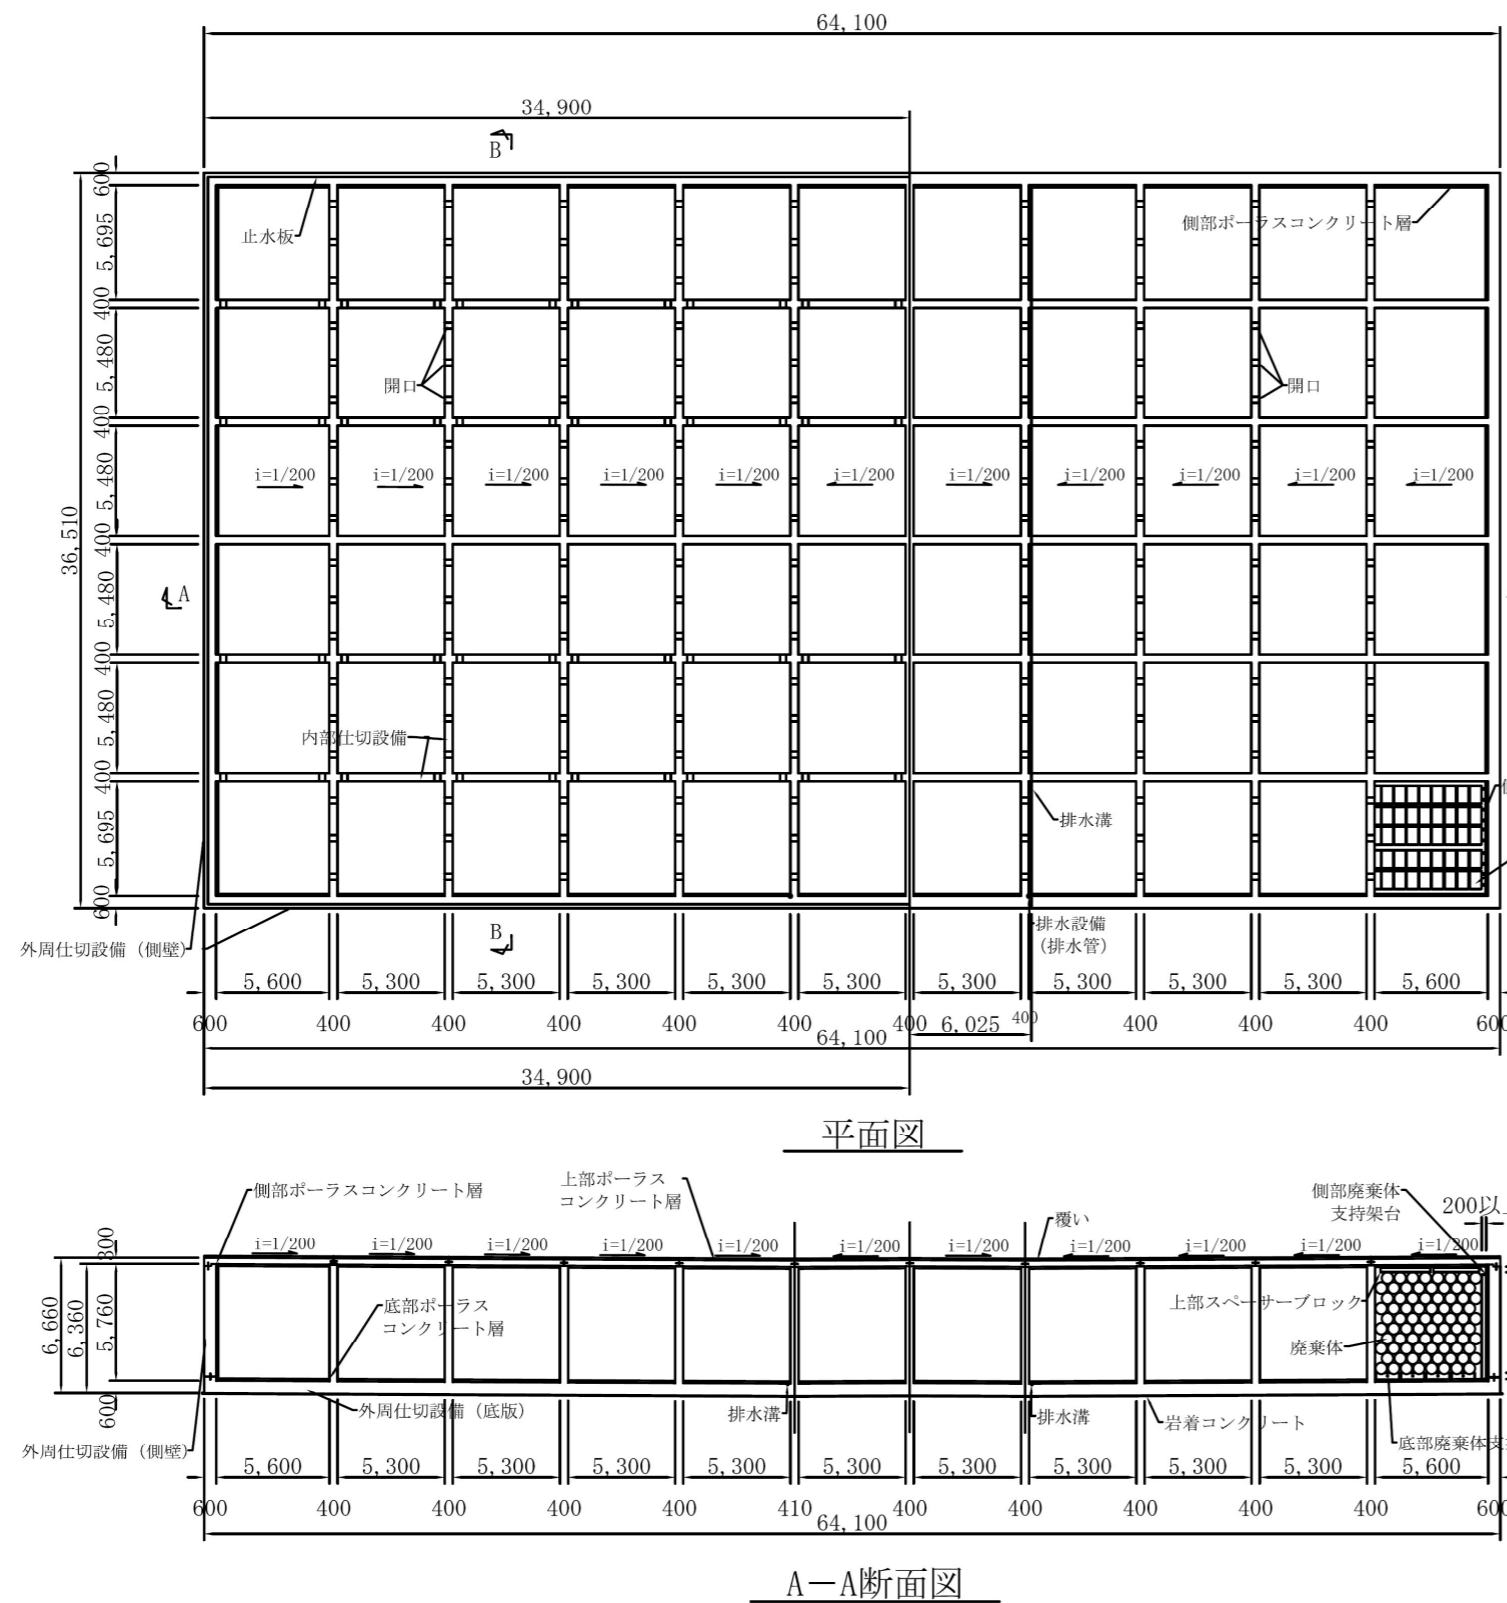 64,100
34,900
B
600
5,695
400
5,480
400
5,480
400
5,480
400
5,480
400
5,695
600
36,510
A
止水板
側部ポーラスコンクリート層
開口
開口
i=1/200
i=1/200
i=1/200
i=1/200
i=1/200
i=1/200
i=1/200
i=1/200
i=1/200
i=1/200
i=1/200
内部仕切設備
排水溝
外周仕切設備(側壁)
B
排水設備
(排水管)
5,600
5,300
5,300
5,300
5,300
5,300
5,300
5,300
5,300
5,300
5,600
600
400
400
400
400
400
400
6,025
400
400
400
400
600
64,100
34,900
平面図
側部ポーラスコンクリート層
上部ポーラス
コンクリート層
覆い
側部廃棄体
支持架台
200以
i=1/200
i=1/200
i=1/200
i=1/200
i=1/200
i=1/200
i=1/200
i=1/200
i=1/200
i=1/200
i=1/200
300
6,660
6,360
5,760
600
底部ポーラス
コンクリート層
上部スペーサーブロック
廃棄体
外周仕切設備(底版)
排水溝
排水溝
岩着コンクリート
底部廃棄体支
外周仕切設備(側壁)
5,600
5,300
5,300
5,300
5,300
5,300
5,300
5,300
5,300
5,300
5,600
600
400
400
400
400
410
400
400
400
400
400
600
64,100
A-A断面図